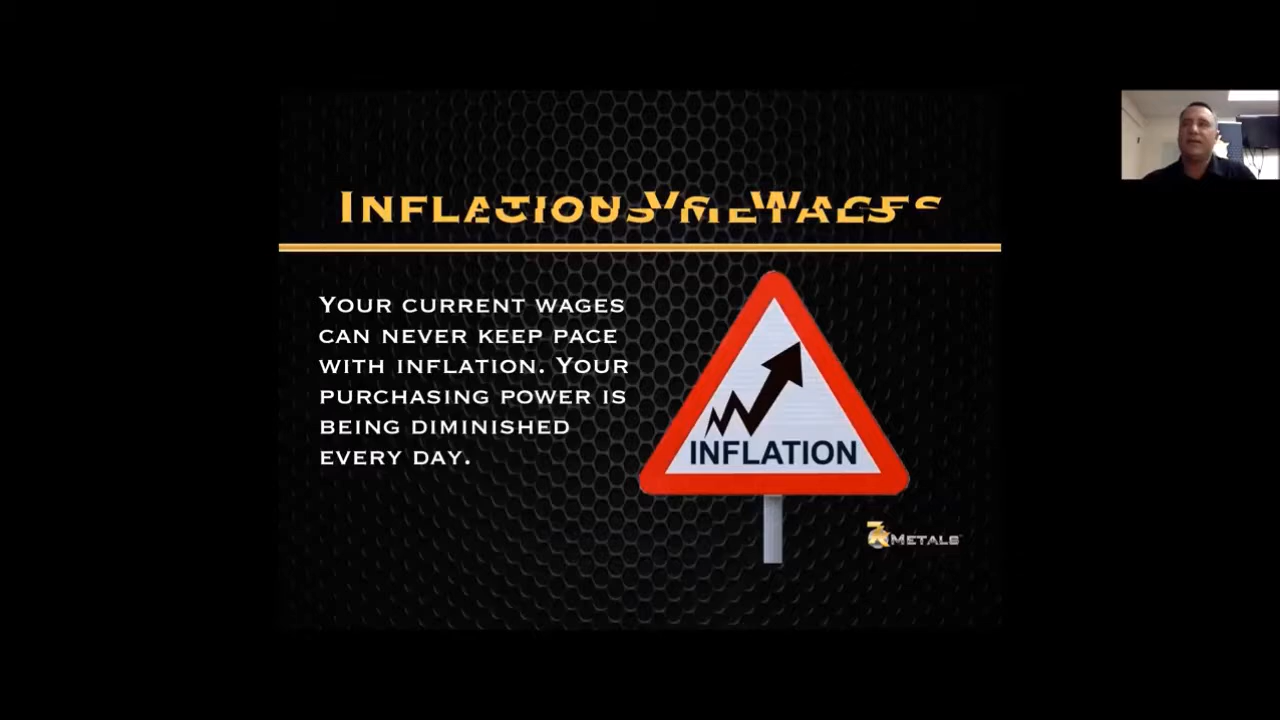 YOUR CURRENT WAGES
CAN NEVER KEEP PACE
WITH INFLATION. YOUR
PURCHASING POWER IS
BEING DIMINISHED
EVERY DAY.
INFLATION
7K METALS